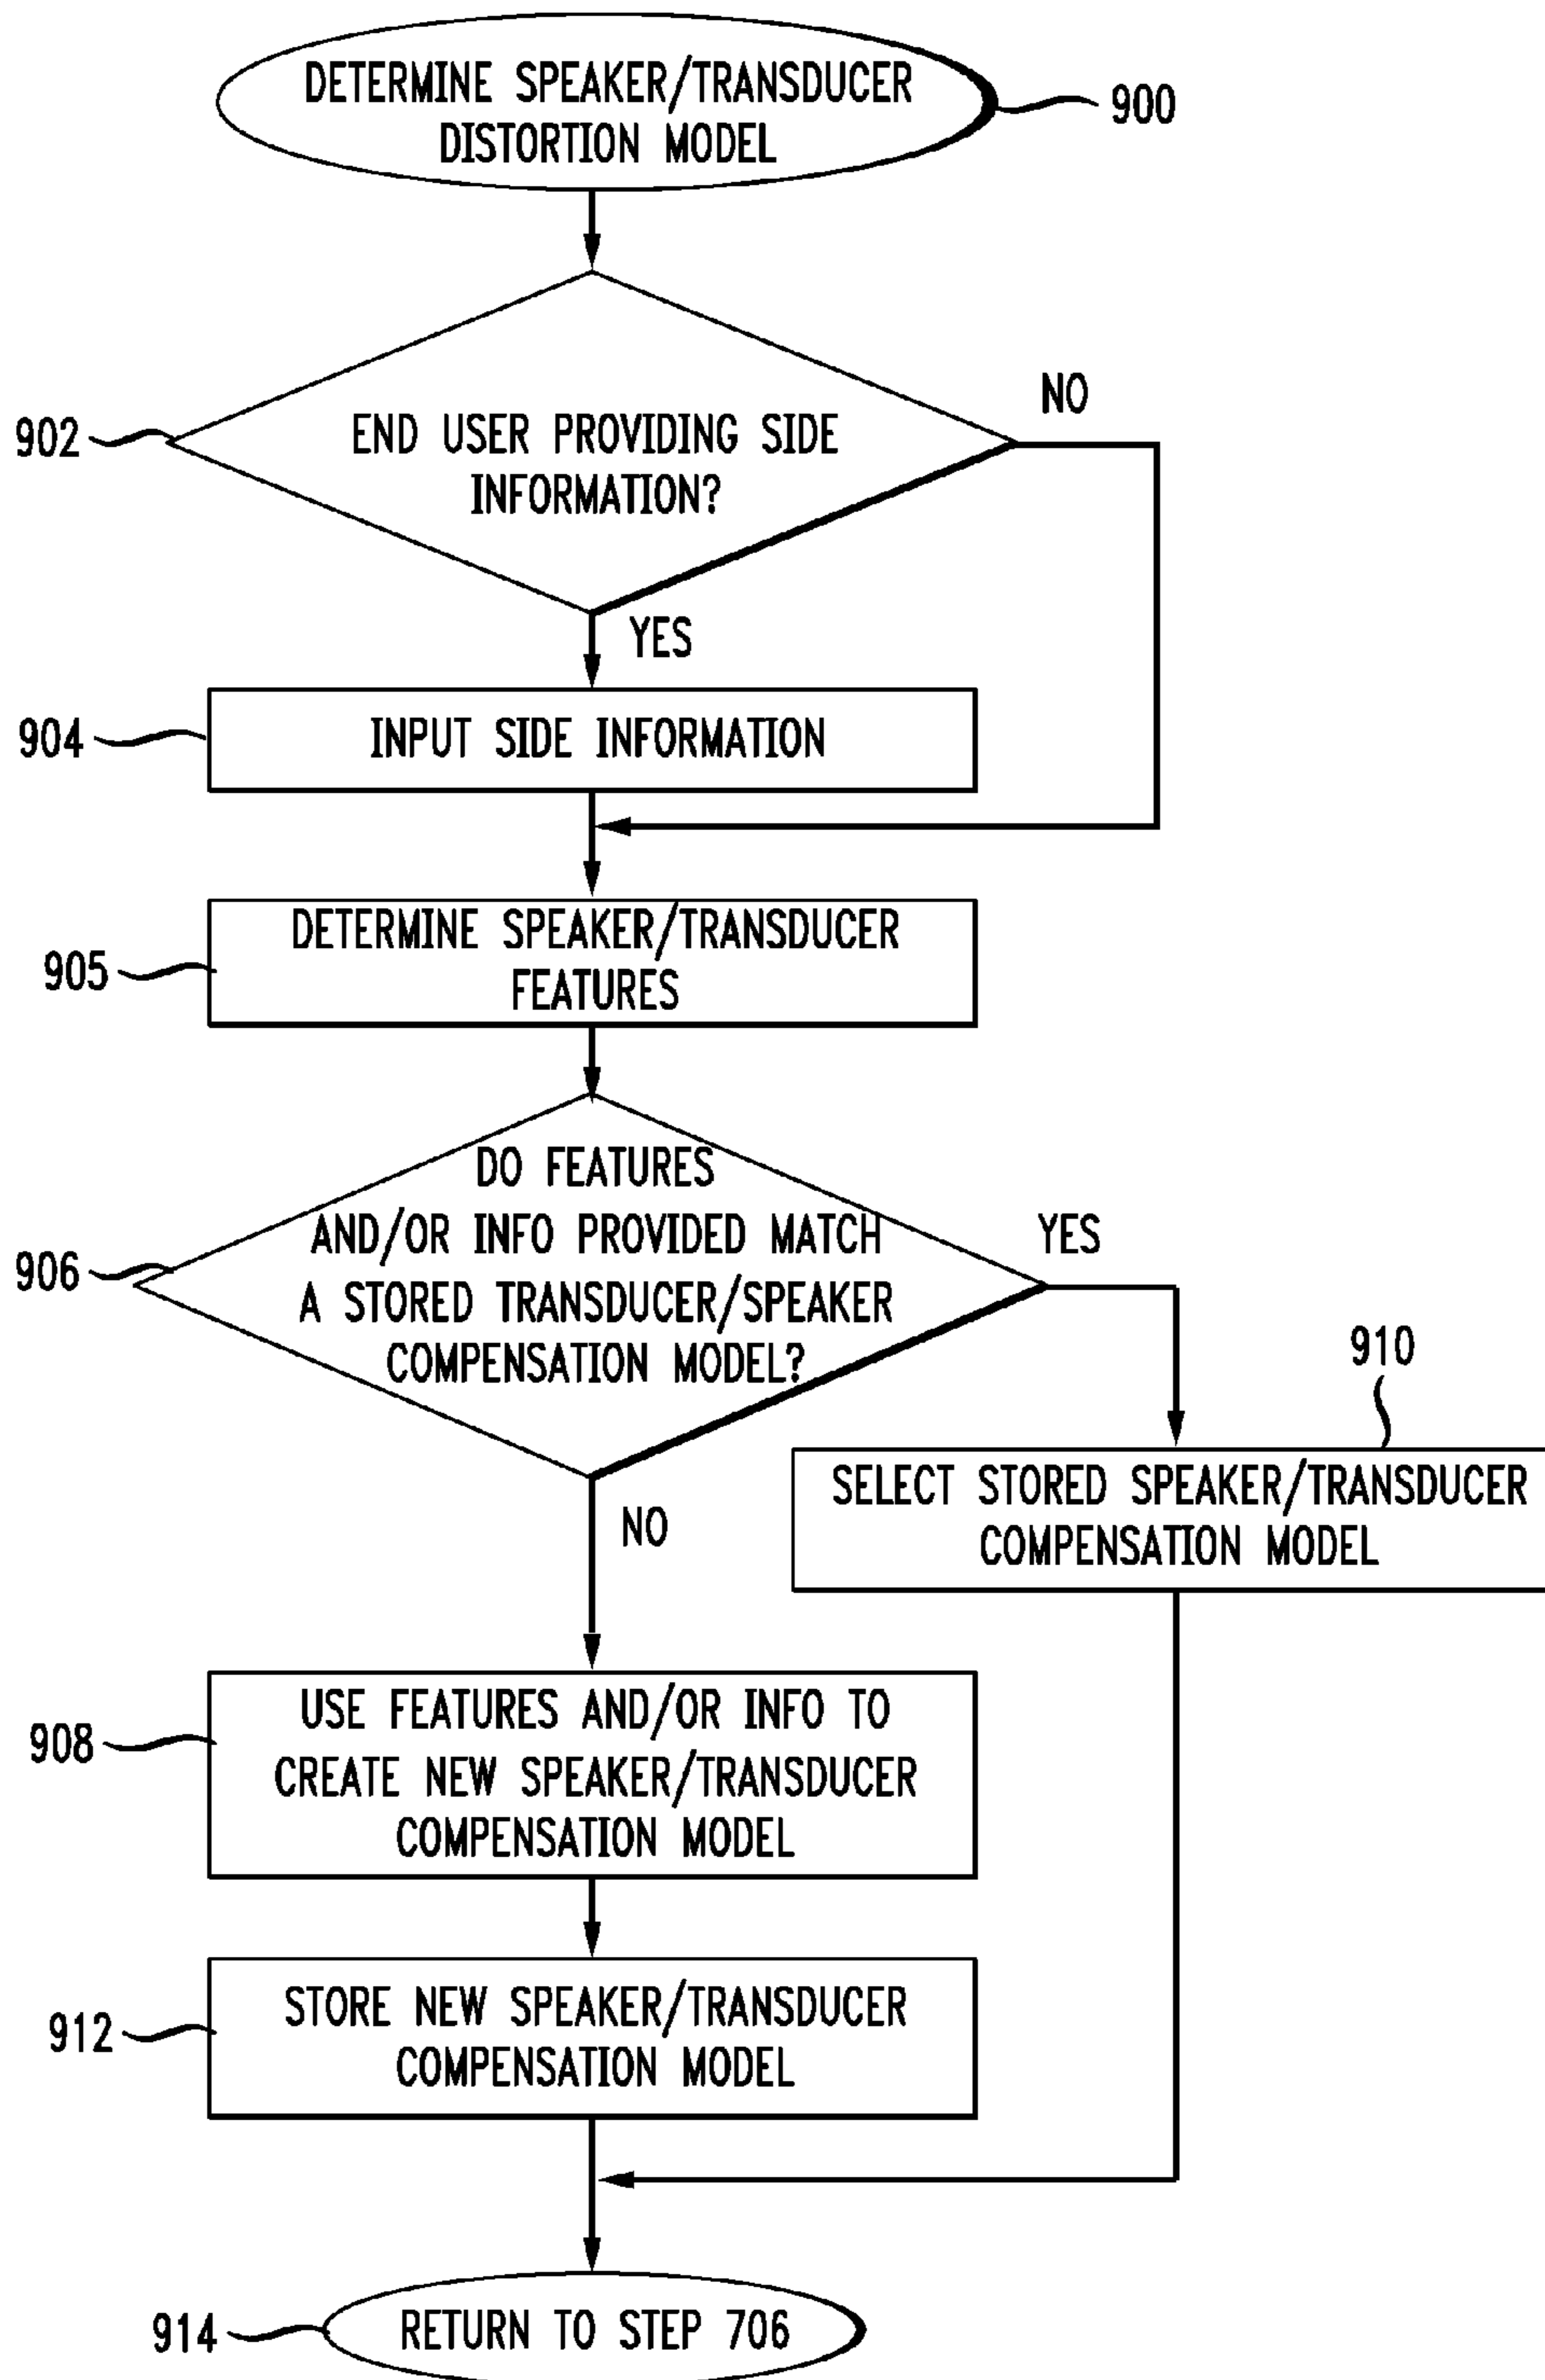 DETERMINE SPEAKER/TRANSDUCER
DISTORTION MODEL
900
902
END USER PROVIDING SIDE
INFORMATION?
NO
YES
904
INPUT SIDE INFORMATION
905
DETERMINE SPEAKER/TRANSDUCER
FEATURES
906
DO FEATURES
AND/OR INFO PROVIDED MATCH
A STORED TRANSDUCER/SPEAKER
COMPENSATION MODEL?
YES
NO
910
SELECT STORED SPEAKER/TRANSDUCER
COMPENSATION MODEL
908
USE FEATURES AND/OR INFO TO
CREATE NEW SPEAKER/TRANSDUCER
COMPENSATION MODEL
912
STORE NEW SPEAKER/TRANSDUCER
COMPENSATION MODEL
914
RETURN TO STEP 706